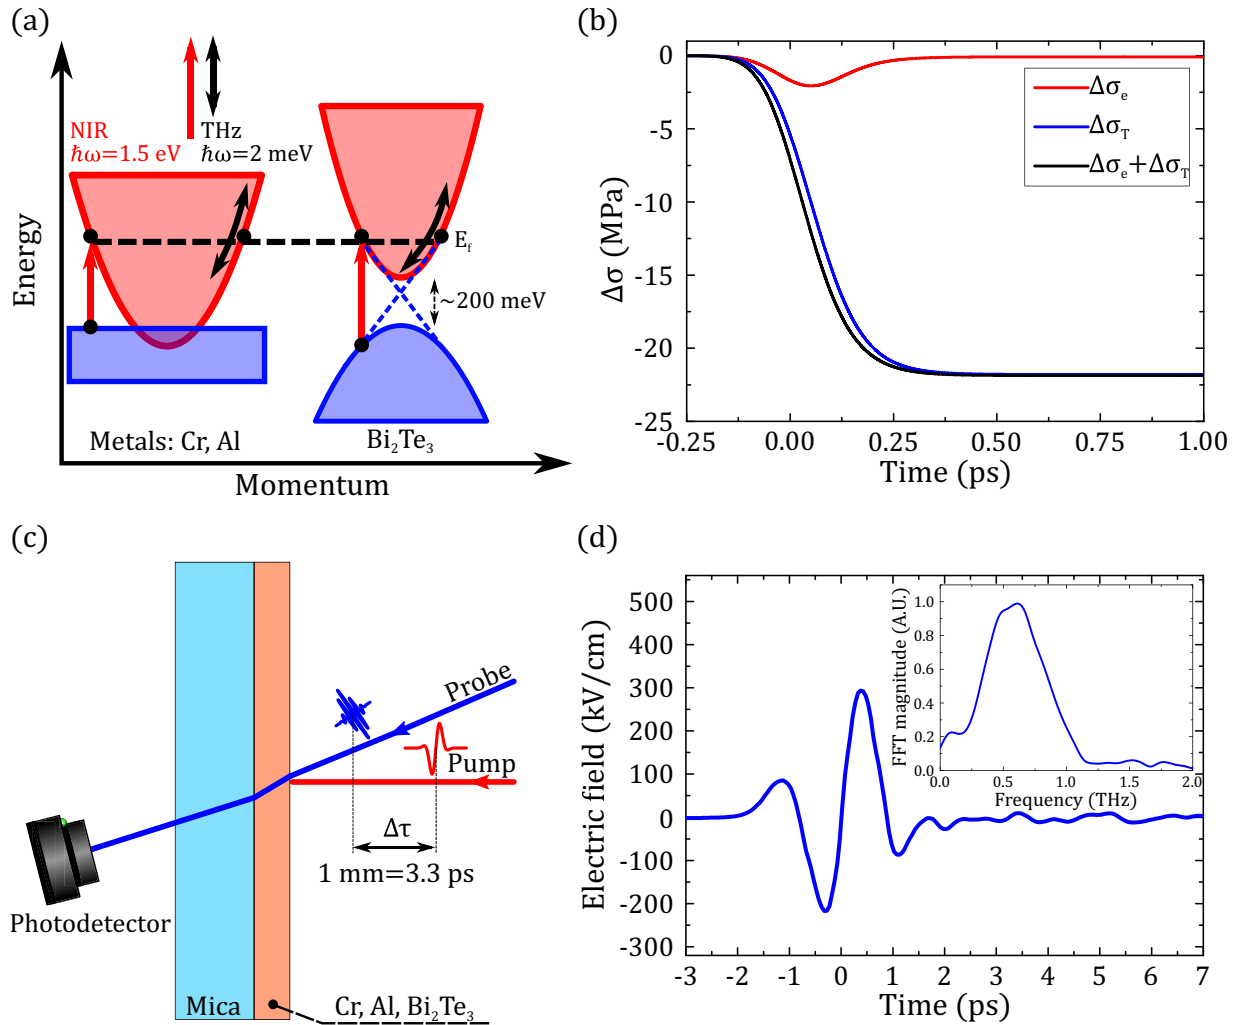 (a)
Energy
NIR
ℏω=1.5 eV
THz
ℏω=2 meV
E_f
~200 meV
Metals: Cr, Al
Bi₂Te₃
Momentum
(b)
Δσ (MPa)
0
-5
-10
-15
-20
-25
Δσ_e
Δσ_T
Δσ_e+Δσ_T
-0.25
0.00
0.25
0.50
0.75
1.00
Time (ps)
(c)
Probe
Pump
Δτ
1 mm=3.3 ps
Photodetector
Mica
Cr, Al, Bi₂Te₃
(d)
Electric field (kV/cm)
500
400
300
200
100
0
-100
-200
-300
FFT magnitude (A.U.)
1.0
0.8
0.6
0.4
0.2
0.0
0.0
0.5
1.0
1.5
2.0
Frequency (THz)
-3
-2
-1
0
1
2
3
4
5
6
7
Time (ps)